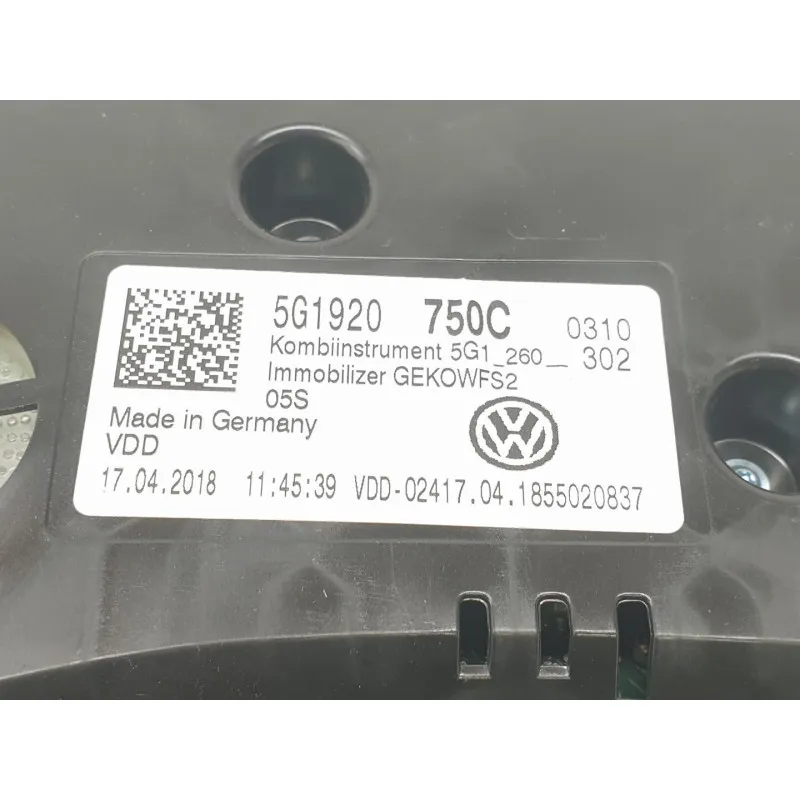 5G1920 750C 0310
Kombiinstrument 5G1_260_ 302
Immobilizer GEKOWFS2
05S
Made in Germany
VDD
17.04.2018 11:45:39 VDD-02417.04.1855020837